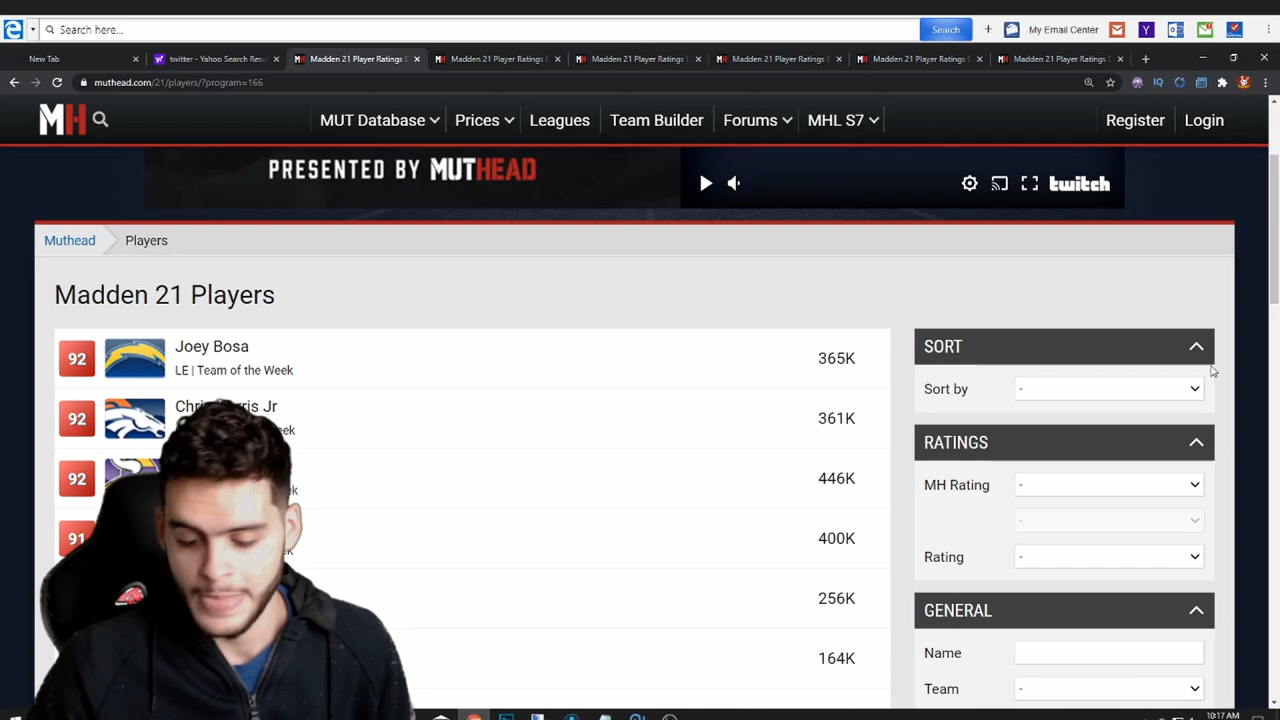 Search here...
Search
My Email Center
New Tab
twitter - Yahoo Search Resu
Madden 21 Player Ratings
Madden 21 Player Ratings
Madden 21 Player Ratings
Madden 21 Player Ratings
Madden 21 Player Ratings
Madden 21 Player Ratings
muthead.com/21/players/?program=166
IQ
MH
MUT Database
Prices
Leagues
Team Builder
Forums
MHL S7
Register
Login
PRESENTED BY MUTHEAD
twitch
Muthead
Players
Madden 21 Players
92
Joey Bosa
LE | Team of the Week
365K
92
361K
92
446K
91
400K
256K
164K
SORT
Sort by
-
RATINGS
MH Rating
-
-
Rating
-
GENERAL
Name
Team
-
10:17 AM